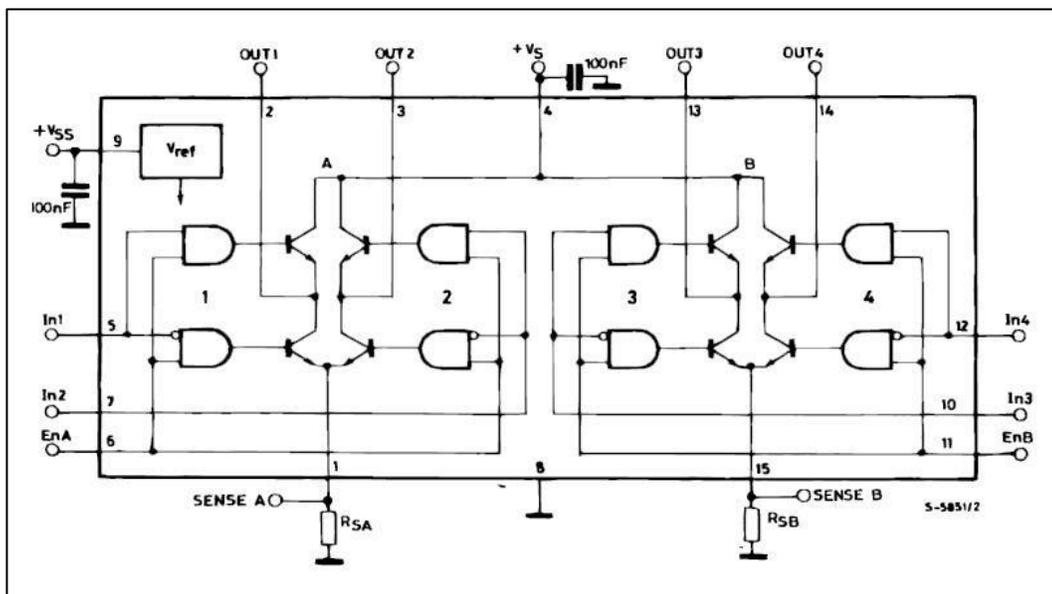 OUT1
OUT2
+VS
100nF
OUT3
OUT4
2
3
4
13
14
+VSS
9
Vref
A
B
100nF
1
2
3
4
In1
5
12
In4
In2
7
10
In3
EnA
6
11
EnB
1
8
15
SENSE A
SENSE B
S-5851/2
RSA
RSB